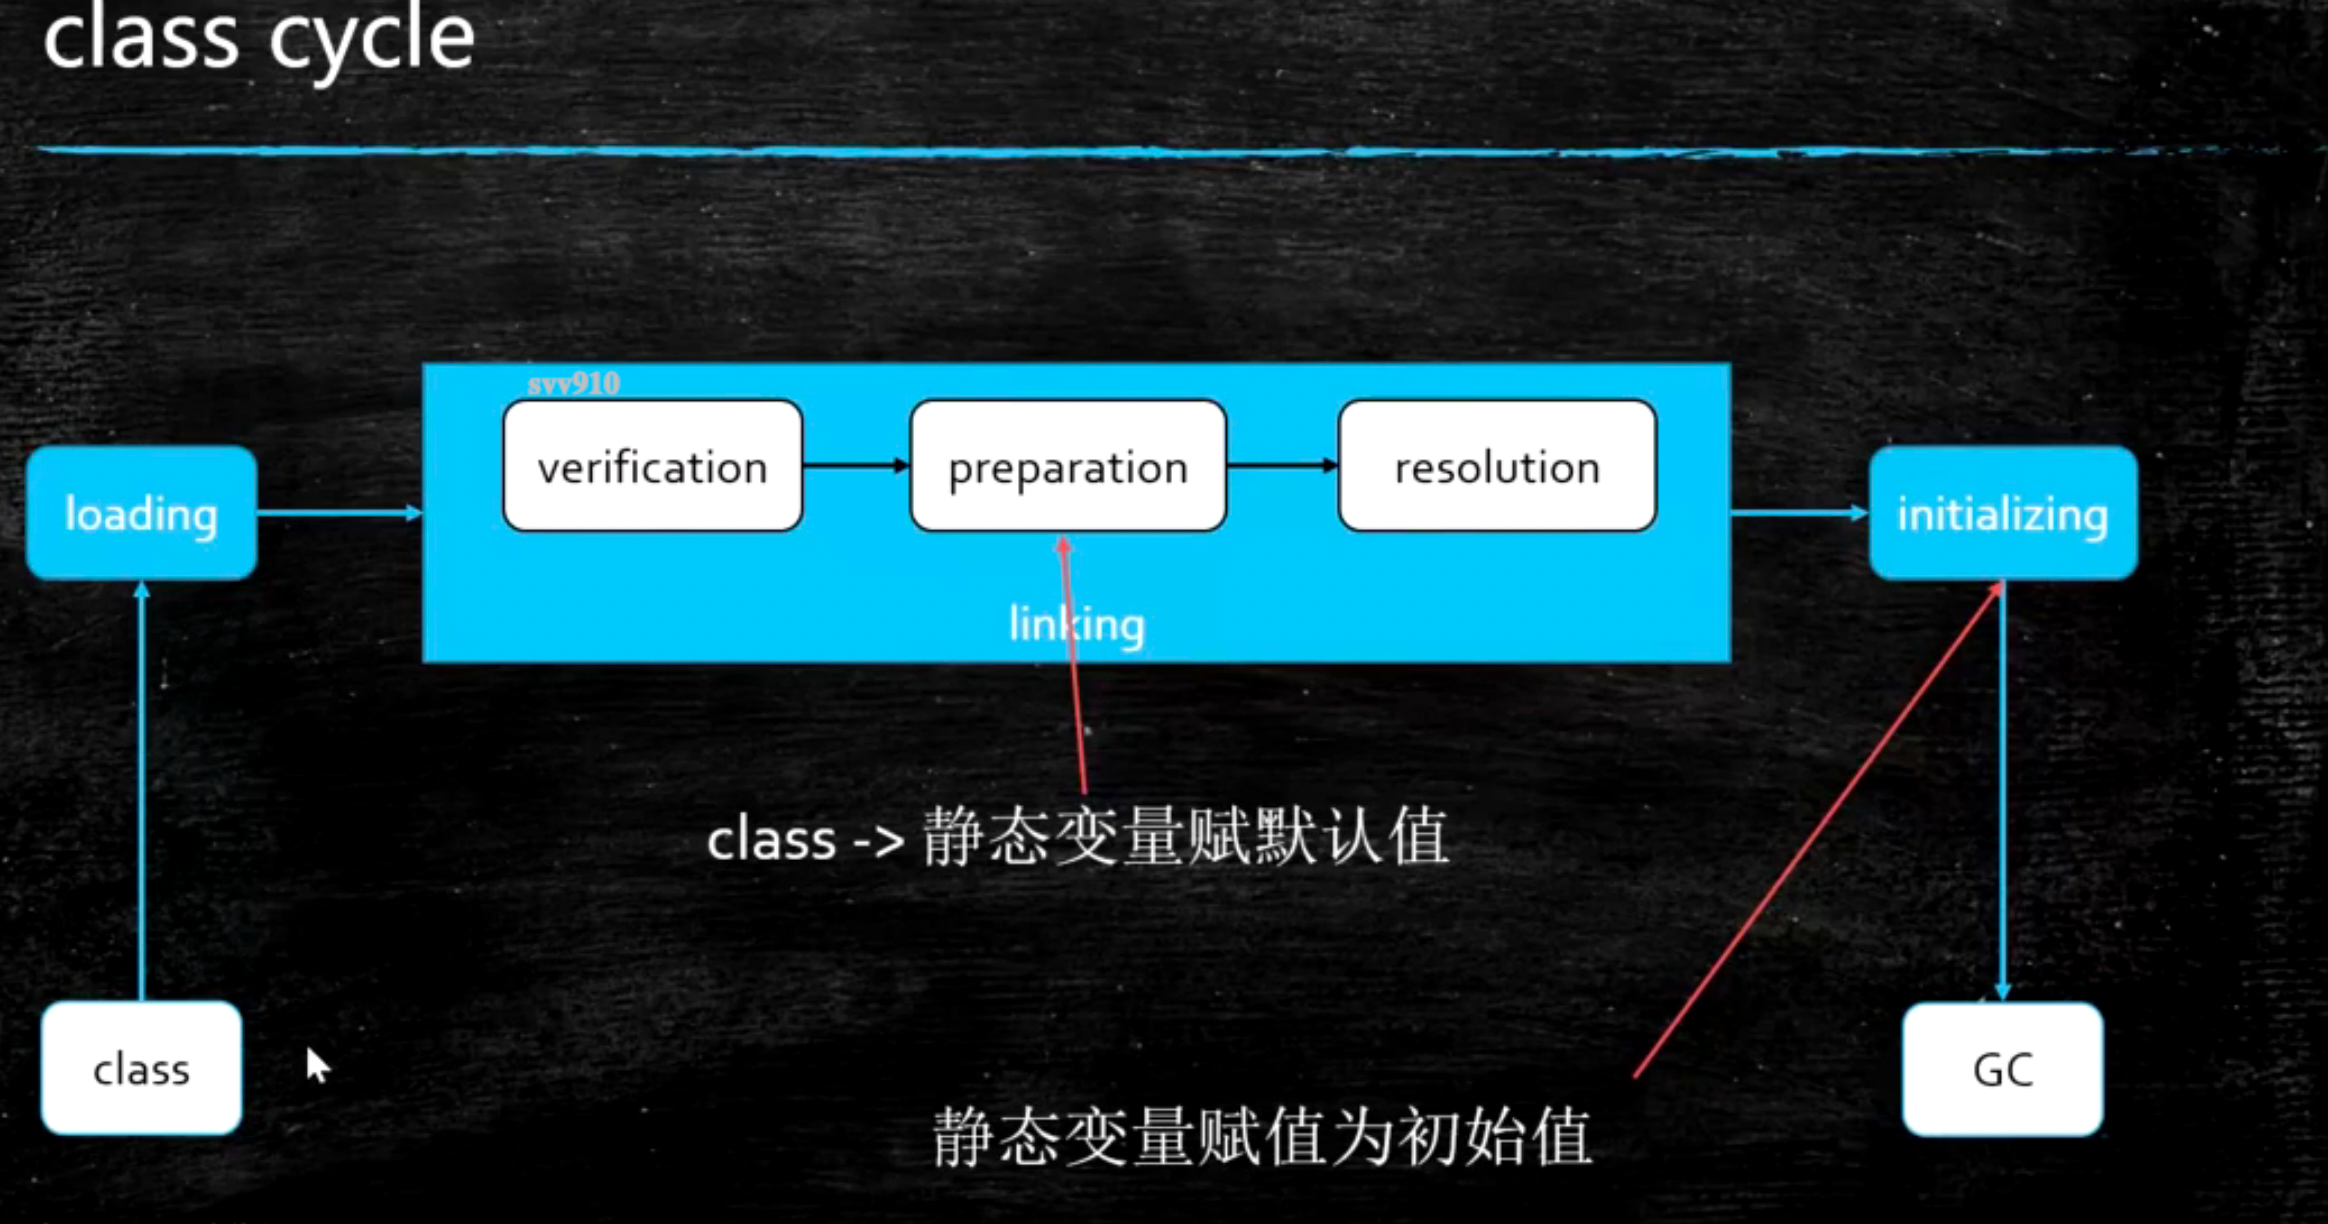 class cycle
svv910
verification
preparation
resolution
loading
initializing
linking
class -> 静态变量赋默认值
class
GC
静态变量赋值为初始值